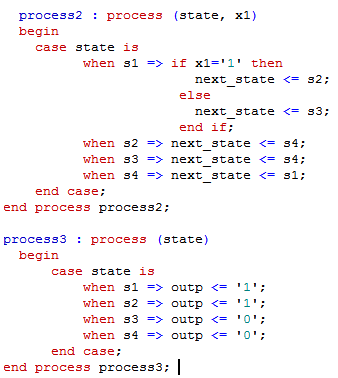 process2 : process (state, x1)
begin
case state is
when s1 => if x1='1' then
next_state <= s2;
else
next_state <= s3;
end if;
when s2 => next_state <= s4;
when s3 => next_state <= s4;
when s4 => next_state <= s1;
end case;
end process process2;
process3 : process (state)
begin
case state is
when s1 => outp <= '1';
when s2 => outp <= '1';
when s3 => outp <= '0';
when s4 => outp <= '0';
end case;
end process process3;